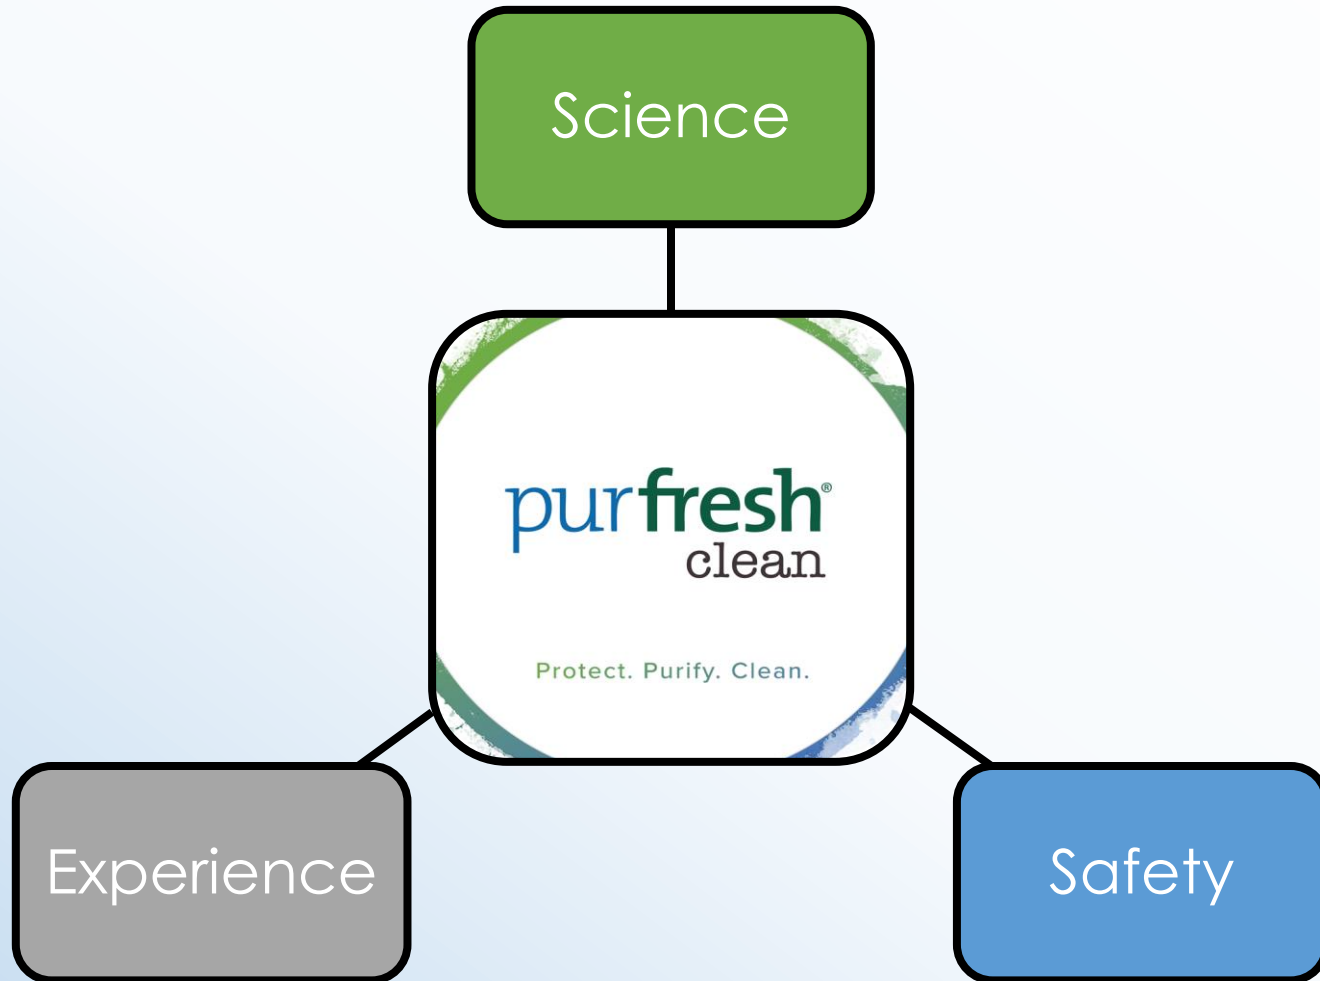 Science
purfresh®
clean
Protect. Purify. Clean.
Experience
Safety